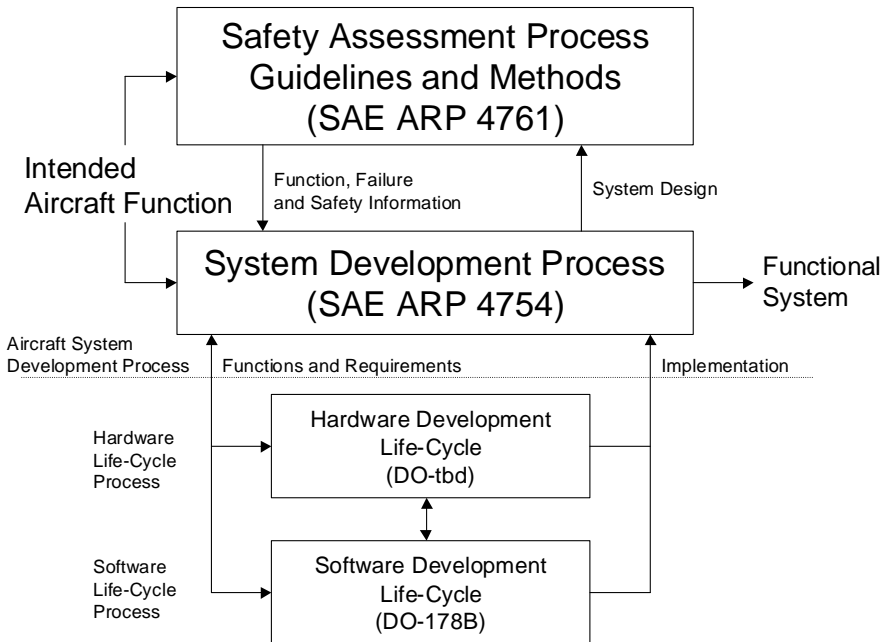 Safety Assessment Process
Guidelines and Methods
(SAE ARP 4761)
Intended
Aircraft Function
Function, Failure
and Safety Information
System Design
System Development Process
(SAE ARP 4754)
Functional
System
Aircraft System
Development Process
Functions and Requirements
Implementation
Hardware
Life-Cycle
Process
Hardware Development
Life-Cycle
(DO-tbd)
Software
Life-Cycle
Process
Software Development
Life-Cycle
(DO-178B)